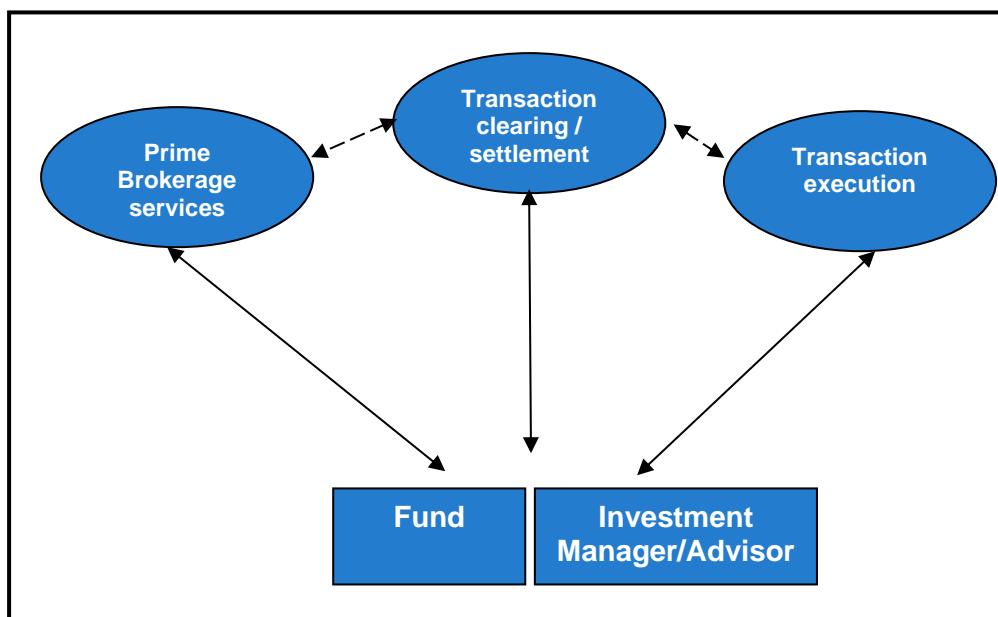 Prime
Brokerage
services
Transaction
clearing /
settlement
Transaction
execution
Fund
Investment
Manager/Advisor